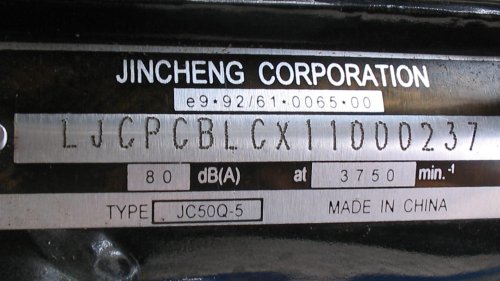 JINCHENG CORPORATION
e9*92/61*0065*00
LJCPCBLCX11000237
80 dB(A) at 3750 min.-1
TYPE JC50Q-5 MADE IN CHINA